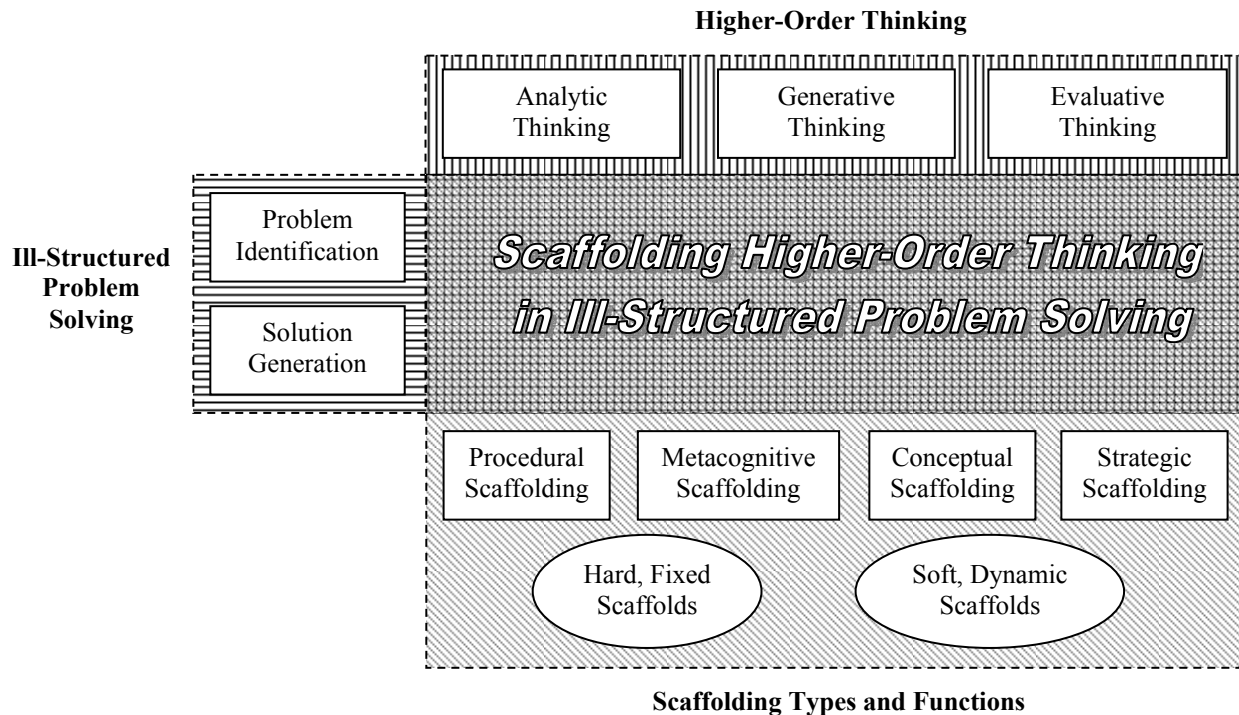 Higher-Order Thinking
Analytic
Thinking
Generative
Thinking
Evaluative
Thinking
Ill-Structured
Problem
Solving
Problem
Identification
Solution
Generation
Scaffolding Higher-Order Thinking
in Ill-Structured Problem Solving
Procedural
Scaffolding
Metacognitive
Scaffolding
Conceptual
Scaffolding
Strategic
Scaffolding
Hard, Fixed
Scaffolds
Soft, Dynamic
Scaffolds
Scaffolding Types and Functions